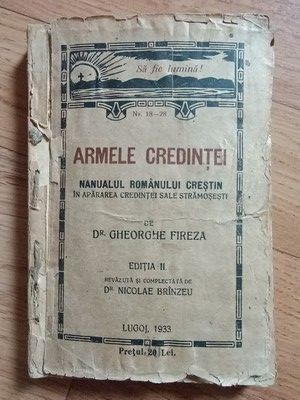 Să fie lumină!
Nr. 18—28
ARMELE CREDINȚEI
NANUALUL ROMÂNULUI CREȘTIN
ÎN APĂRAREA CREDINȚEI SALE STRĂMOȘEȘTI
DE
DR. GHEORGHE FIREZA
EDIȚIA II
REVĂZUTĂ ȘI COMPLECTATĂ DE
DR. NICOLAE BRÎNZEU
LUGOJ, 1933
Prețul 20 Lei.